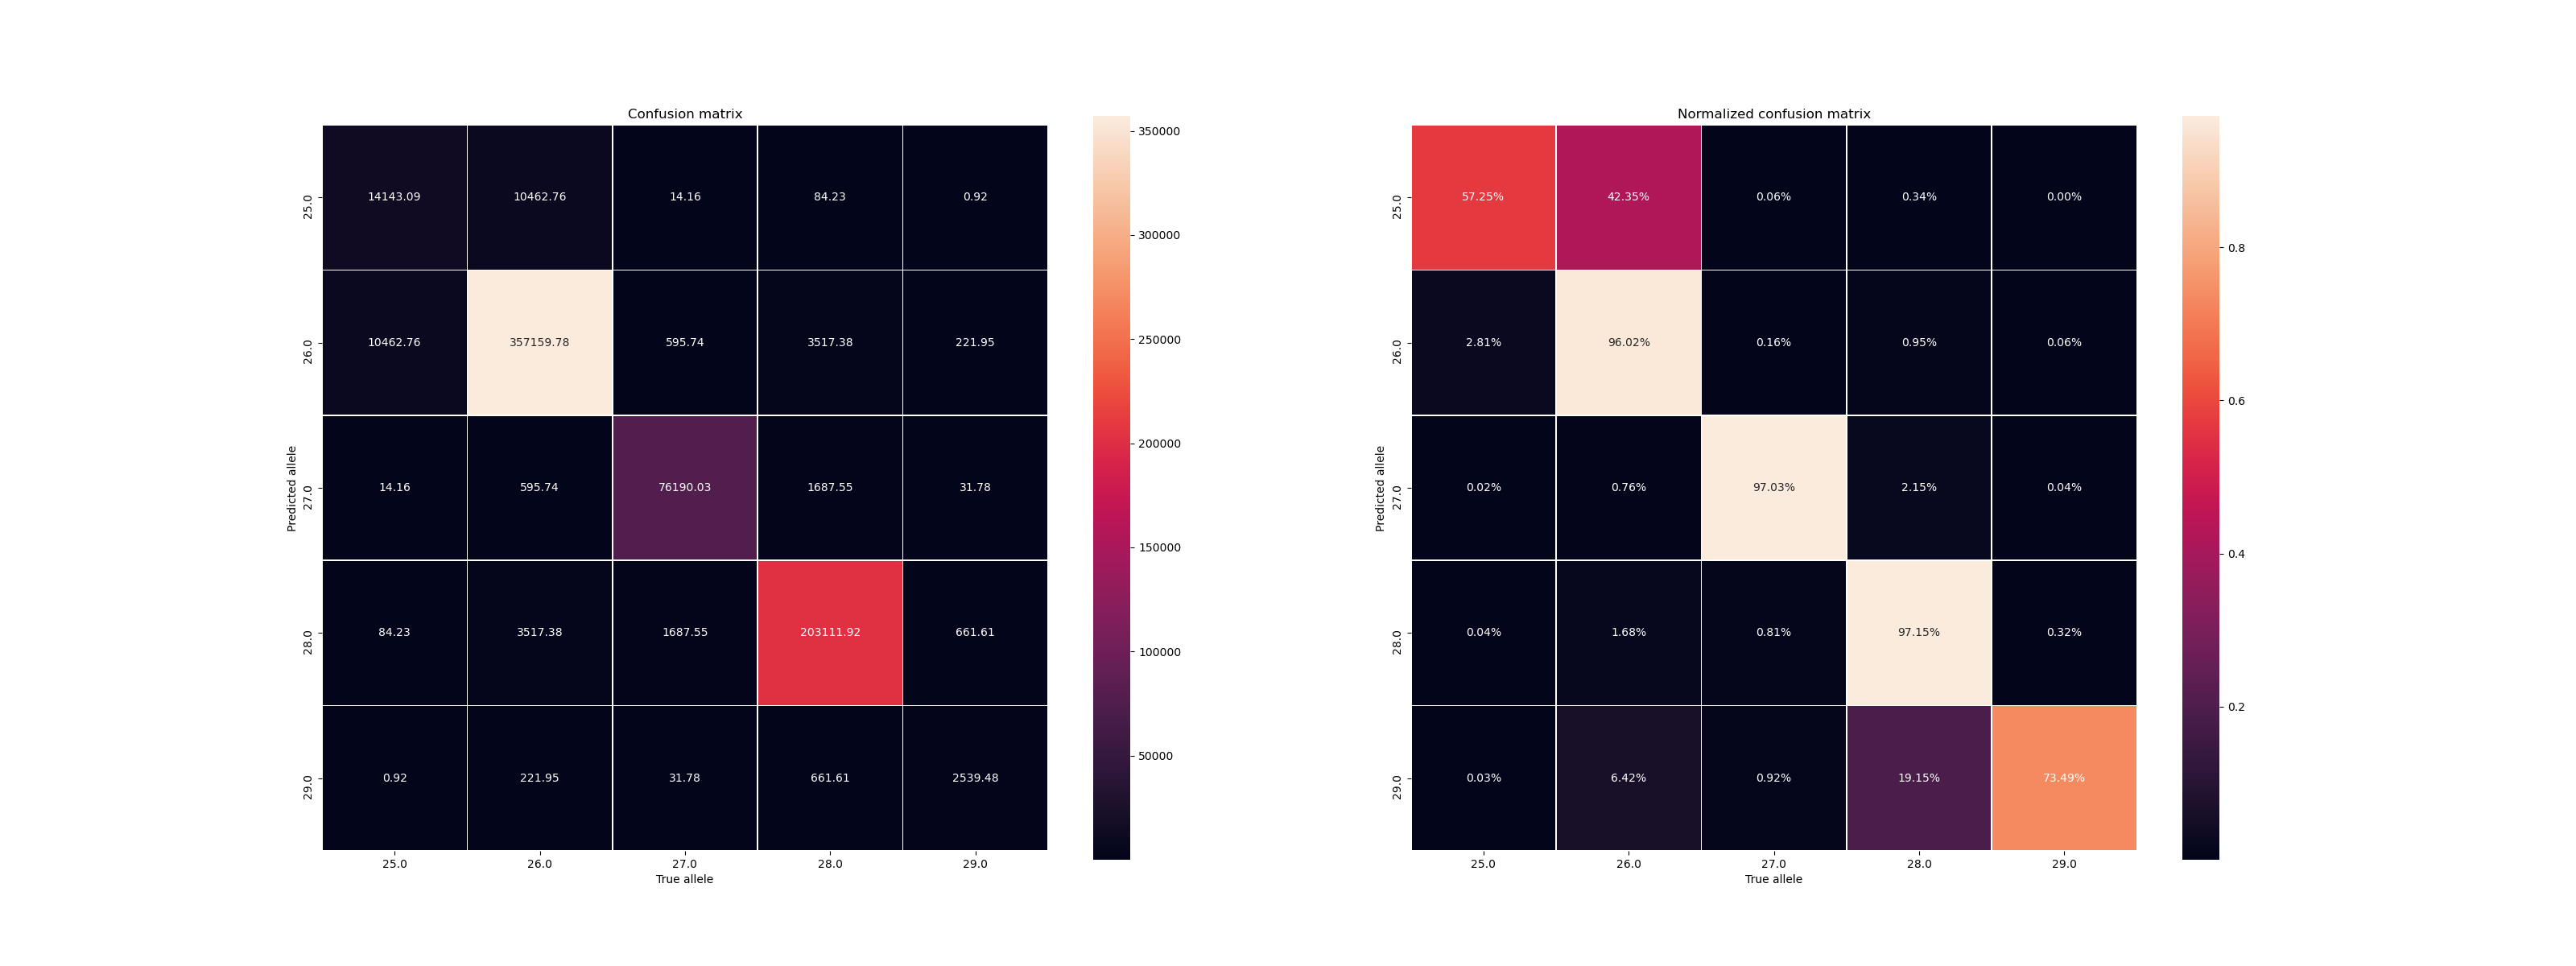 Confusion matrix
25.0 14143.09 10462.76 14.16 84.23 0.92
26.0 10462.76 357159.78 595.74 3517.38 221.95
27.0 14.16 595.74 76190.03 1687.55 31.78
28.0 84.23 3517.38 1687.55 203111.92 661.61
29.0 0.92 221.95 31.78 661.61 2539.48
25.0 26.0 27.0 28.0 29.0
True allele
Predicted allele
350000
300000
250000
200000
150000
100000
50000
Normalized confusion matrix
25.0 57.25% 42.35% 0.06% 0.34% 0.00%
26.0 2.81% 96.02% 0.16% 0.95% 0.06%
27.0 0.02% 0.76% 97.03% 2.15% 0.04%
28.0 0.04% 1.68% 0.81% 97.15% 0.32%
29.0 0.03% 6.42% 0.92% 19.15% 73.49%
25.0 26.0 27.0 28.0 29.0
True allele
Predicted allele
0.8
0.6
0.4
0.2